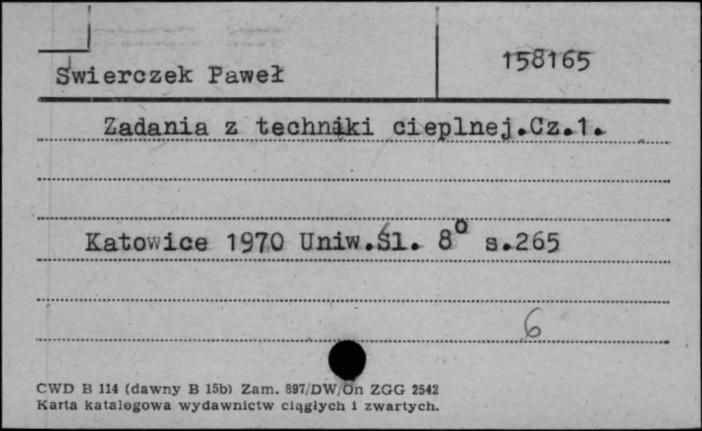 158165
Świerczek Paweł
Zadania z techniki cieplnej.Cz.1.
Katowice 1970 Uniw.Śl. 8° s.265
6
CWD B 114 (dawny B 15b) Zam. 897/DW/On ZGG 2542
Karta katalogowa wydawnictw ciągłych i zwartych.